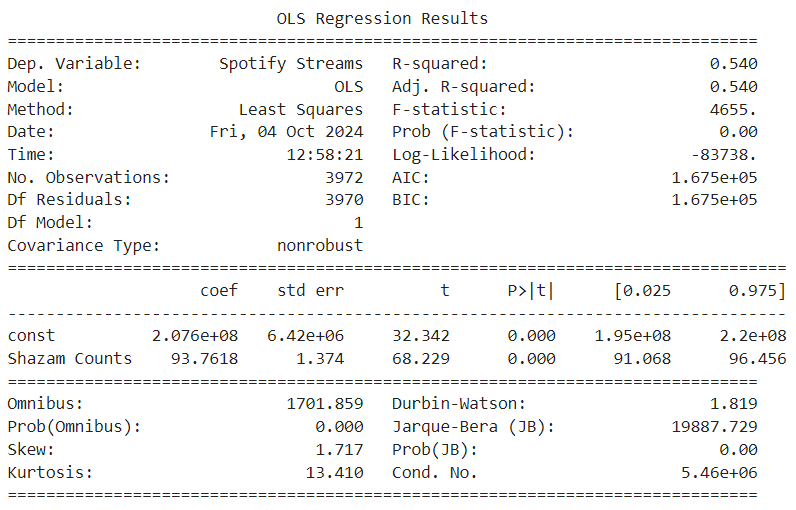 OLS Regression Results
==============================================================================
Dep. Variable: Spotify Streams R-squared: 0.540
Model: OLS Adj. R-squared: 0.540
Method: Least Squares F-statistic: 4655.
Date: Fri, 04 Oct 2024 Prob (F-statistic): 0.00
Time: 12:58:21 Log-Likelihood: -83738.
No. Observations: 3972 AIC: 1.675e+05
Df Residuals: 3970 BIC: 1.675e+05
Df Model: 1
Covariance Type: nonrobust
=================================================================================
coef std err t P>|t| [0.025 0.975]
---------------------------------------------------------------------------------
const 2.076e+08 6.42e+06 32.342 0.000 1.95e+08 2.2e+08
Shazam Counts 93.7618 1.374 68.229 0.000 91.068 96.456
==============================================================================
Omnibus: 1701.859 Durbin-Watson: 1.819
Prob(Omnibus): 0.000 Jarque-Bera (JB): 19887.729
Skew: 1.717 Prob(JB): 0.00
Kurtosis: 13.410 Cond. No. 5.46e+06
==============================================================================